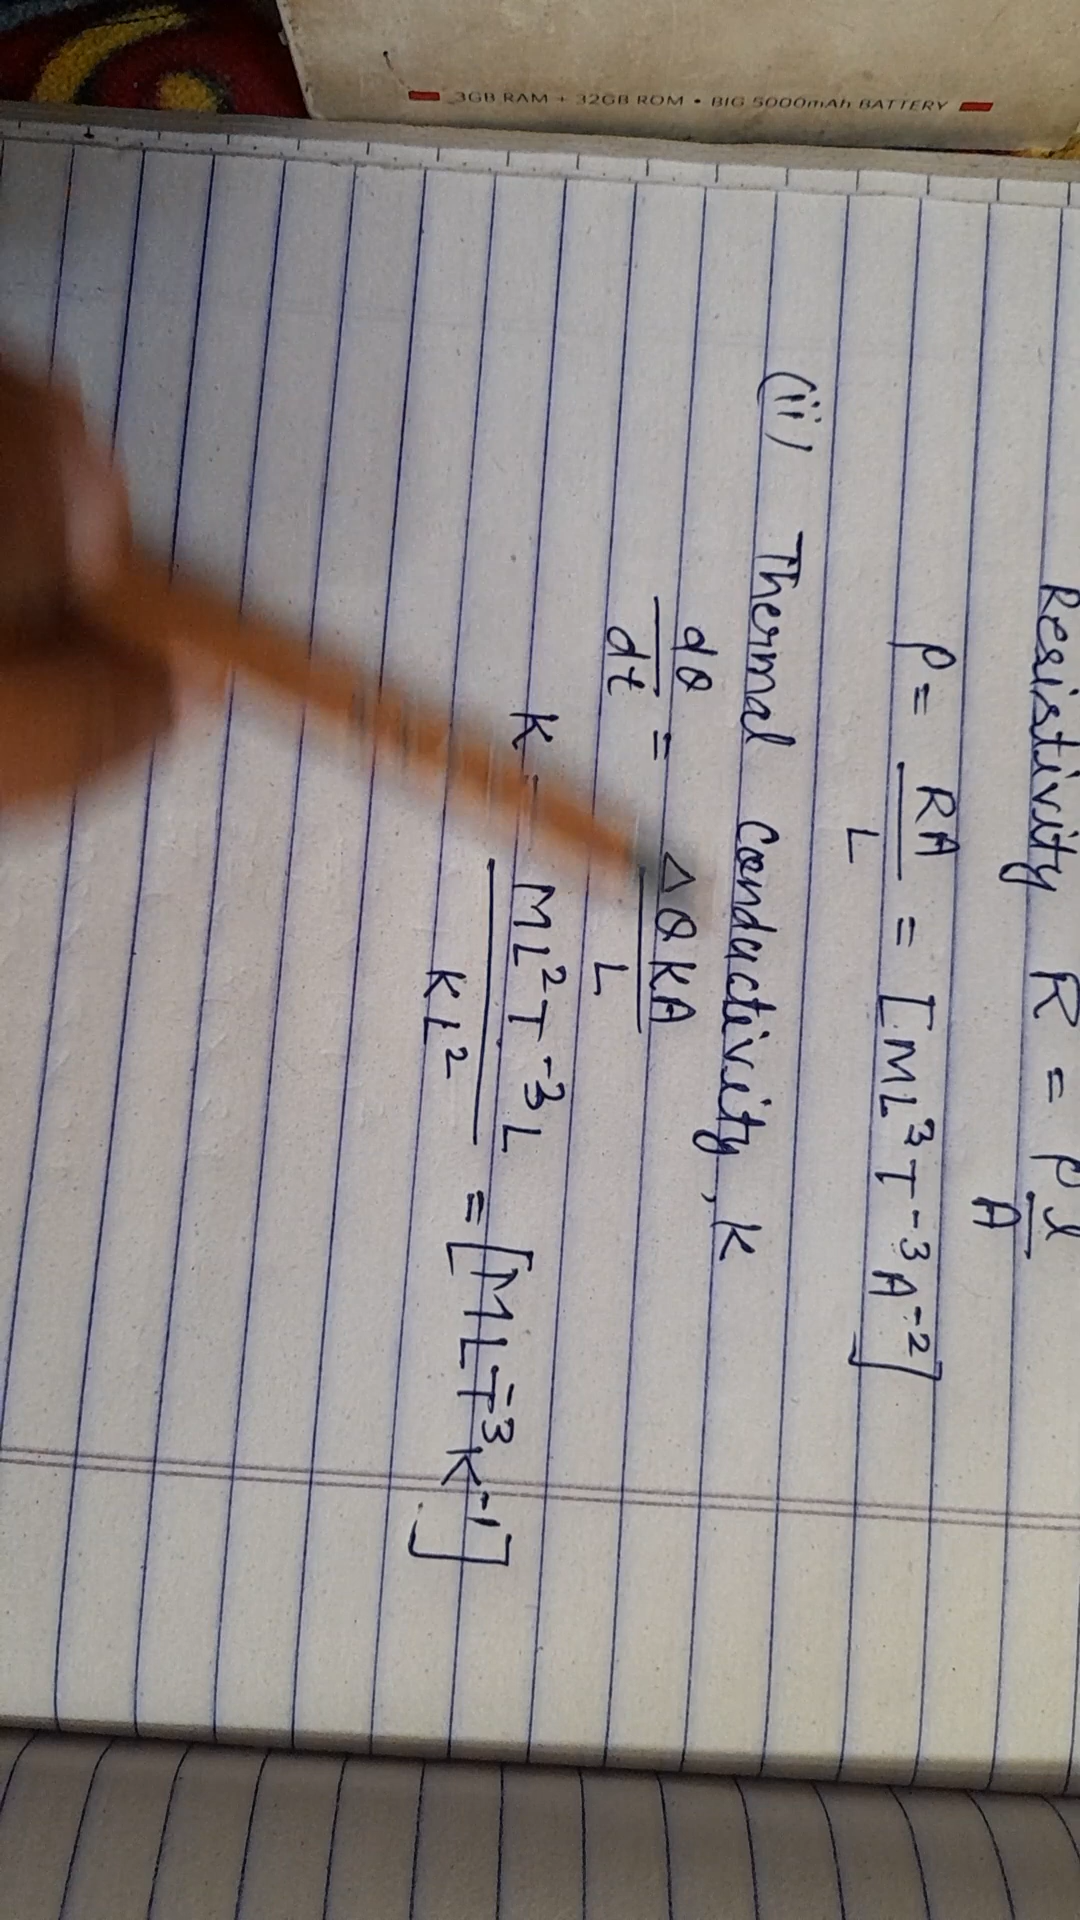 3GB RAM + 32GB ROM • BIG 5000mAh BATTERY
Resistivity R = ρ l/A
ρ = RA/L = [ML³T⁻³A⁻²]
(ii) Thermal conductivity, K
dθ/dt = ΔθKA/L
K = ML²T⁻³L/KL² = [MLT⁻³K⁻¹]